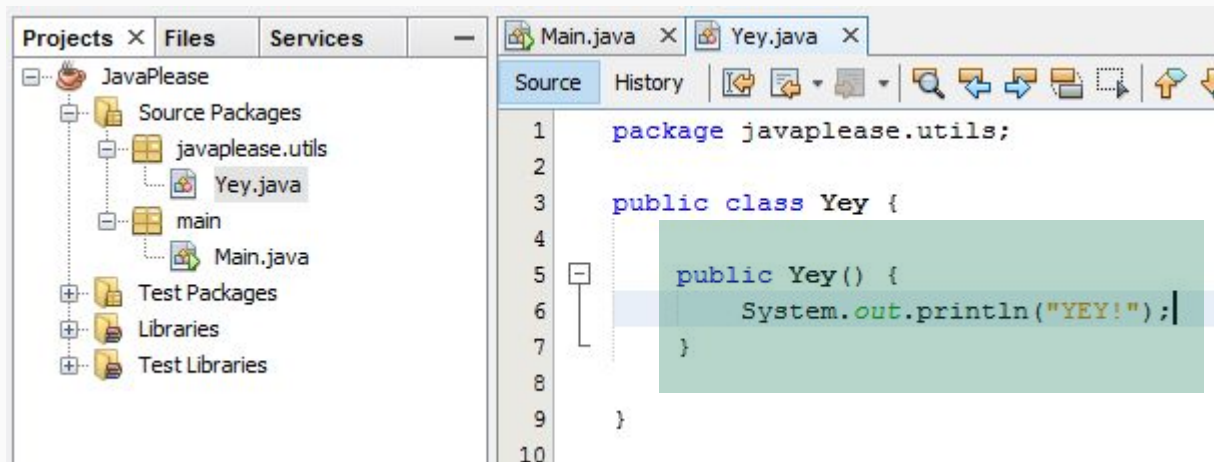 Projects Files Services
JavaPlease
Source Packages
javaplease.utils
Yey.java
main
Main.java
Test Packages
Libraries
Test Libraries
Main.java Yey.java
Source History
1 package javaplease.utils;
2
3 public class Yey {
4
5 public Yey() {
6 System.out.println("YEY!");
7 }
8
9 }
10